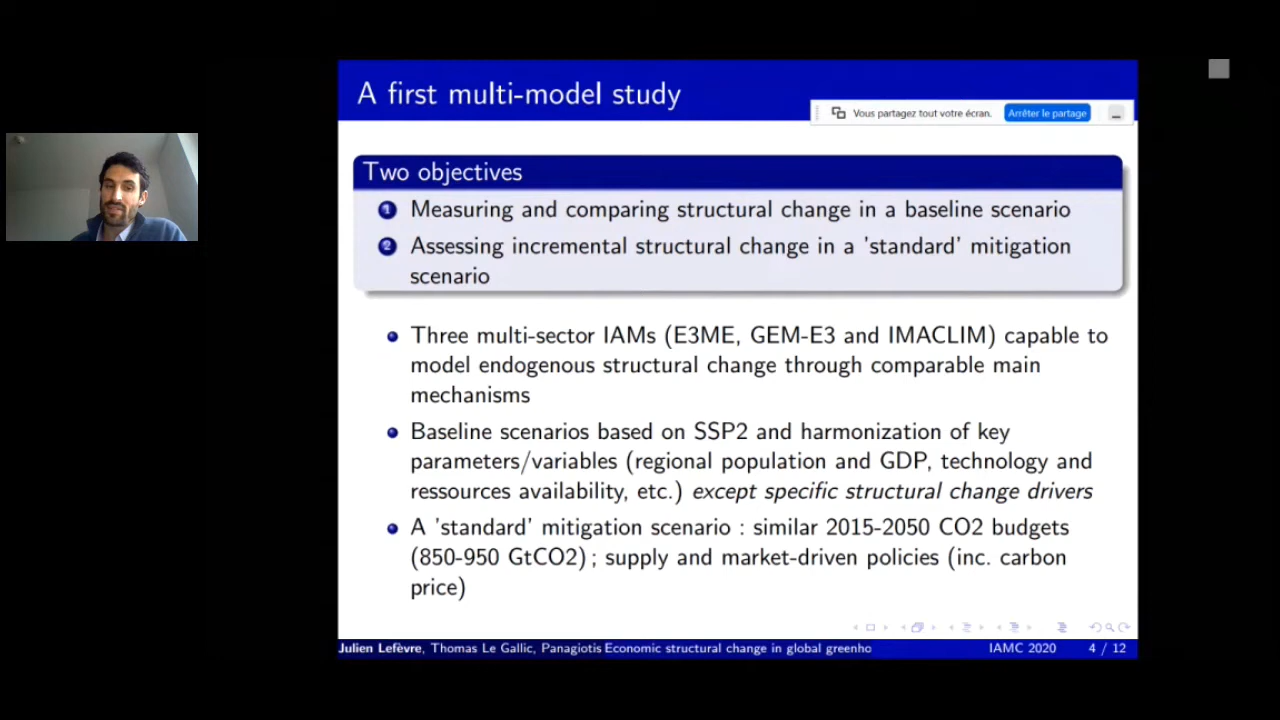 A first multi-model study
Vous partagez tout votre écran. Arrêter le partage
Two objectives
1 Measuring and comparing structural change in a baseline scenario
2 Assessing incremental structural change in a 'standard' mitigation
scenario
Three multi-sector IAMs (E3ME, GEM-E3 and IMACLIM) capable to
model endogenous structural change through comparable main
mechanisms
Baseline scenarios based on SSP2 and harmonization of key
parameters/variables (regional population and GDP, technology and
ressources availability, etc.) except specific structural change drivers
A 'standard' mitigation scenario : similar 2015-2050 CO2 budgets
(850-950 GtCO2) ; supply and market-driven policies (inc. carbon
price)
Julien Lefèvre, Thomas Le Gallic, Panagiotis Economic structural change in global greenho IAMC 2020 4 / 12